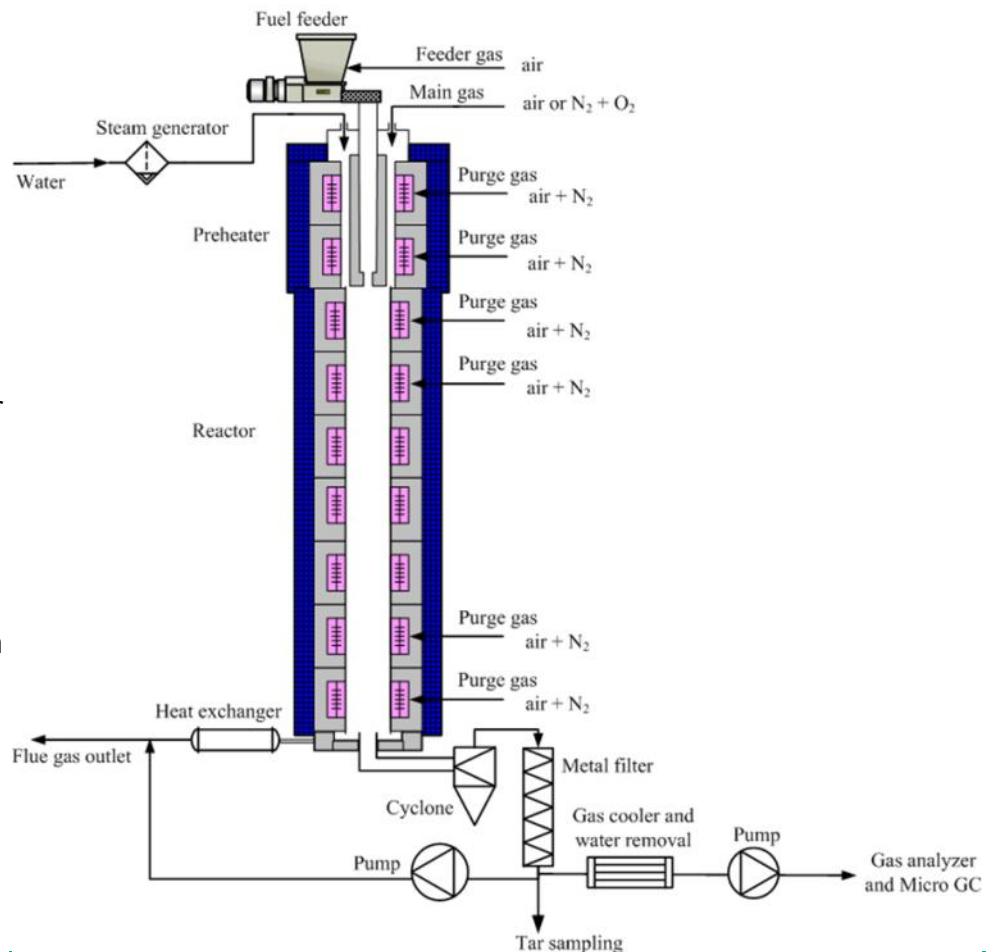 Fuel feeder
Feeder gas
air
Main gas
air or N₂ + O₂
Steam generator
Water
Purge gas
air + N₂
Preheater
Purge gas
air + N₂
Purge gas
air + N₂
Purge gas
air + N₂
Reactor
Purge gas
air + N₂
Purge gas
air + N₂
Heat exchanger
Flue gas outlet
Metal filter
Cyclone
Gas cooler and
water removal
Pump
Pump
Gas analyzer
and Micro GC
Tar sampling